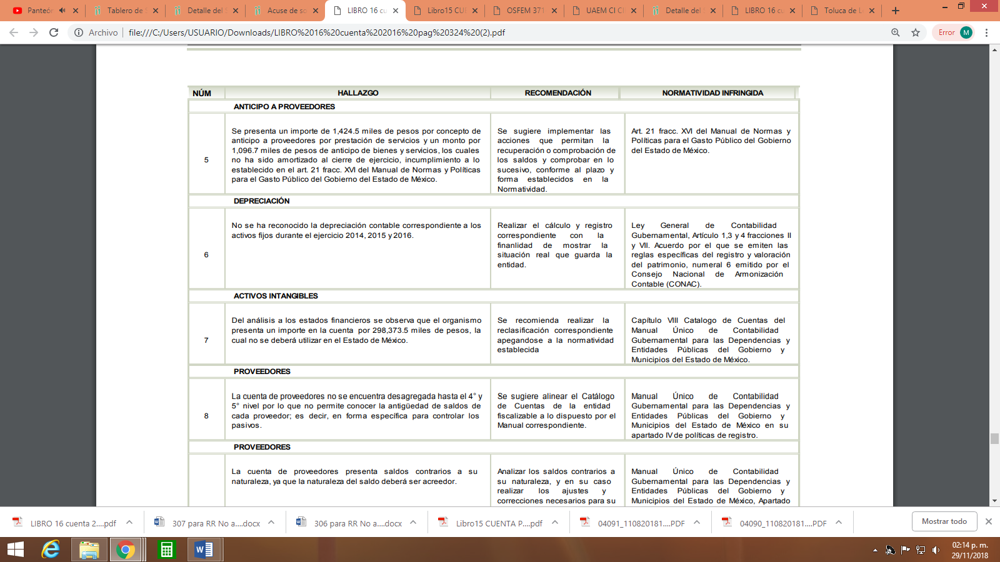 Panteór
Tablero de S
Detalle del S
Acuse de so
LIBRO 16 cu
Libro15 CUE
OSFEM 371
UAEM CI CI
Detalle del S
LIBRO 16 cu
Toluca de L
Archivo | file:///C:/Users/USUARIO/Downloads/LIBRO%2016%20cuenta%202016%20pag%20324%20(2).pdf
Error M
NÚM HALLAZGO RECOMENDACIÓN NORMATIVIDAD INFRINGIDA
ANTICIPO A PROVEEDORES
5
Se presenta un importe de 1,424.5 miles de pesos por concepto de
anticipo a proveedores por prestación de servicios y un monto por
1,096.7 miles de pesos de anticipo de bienes y servicios, los cuales
no ha sido amortizado al cierre de ejercicio, incumplimiento a lo
establecido en el art. 21 fracc. XVI del Manual de Normas y Políticas
para el Gasto Público del Gobierno del Estado de México.
Se sugiere implementar las
acciones que permitan la
recuperación o comprobación de
los saldos y comprobar en lo
sucesivo, conforme al plazo y
forma establecidos en la
Normatividad.
Art. 21 fracc. XVI del Manual de Normas y
Políticas para el Gasto Público del Gobierno
del Estado de México.
DEPRECIACIÓN
6
No se ha reconocido la depreciación contable correspondiente a los
activos fijos durante el ejercicio 2014, 2015 y 2016.
Realizar el cálculo y registro
correspondiente con la
finanlidad de mostrar la
situación real que guarda la
entidad.
Ley General de Contabilidad
Gubernamental, Artículo 1,3 y 4 fracciones II
y VII. Acuerdo por el que se emiten las
reglas específicas del registro y valoración
del patrimonio, numeral 6 emitido por el
Consejo Nacional de Armonización
Contable (CONAC).
ACTIVOS INTANGIBLES
7
Del análisis a los estados financieros se observa que el organismo
presenta un importe en la cuenta por 298,373.5 miles de pesos, la
cual no se deberá utilizar en el Estado de México.
Se recomienda realizar la
reclasificación correspondiente
apegandose a la normatividad
establecida
Capítulo VIII Catalogo de Cuentas del
Manual Único de Contabilidad
Gubernamental para las Dependencias y
Entidades Públicas del Gobierno y
Municipios del Estado de México.
PROVEEDORES
8
La cuenta de proveedores no se encuentra desagregada hasta el 4° y
5° nivel por lo que no permite conocer la antigüedad de saldos de
cada proveedor; es decir, en forma específica para controlar los
pasivos.
Se sugiere alinear el Catálogo
de Cuentas de la entidad
fiscalizable a lo dispuesto por el
Manual correspondiente.
Manual Único de Contabilidad
Gubernamental para las Dependencias y
Entidades Públicas del Gobierno y
Municipios del Estado de México en su
apartado IV de políticas de registro.
PROVEEDORES
La cuenta de proveedores presenta saldos contrarios a su
naturaleza, ya que la naturaleza del saldo deberá ser acreedor.
Analizar los saldos contrarios a
su naturaleza, y en su caso
realizar los ajustes y
correcciones necesarios para su
Manual Único de Contabilidad
Gubernamental para las Dependencias y
Entidades Públicas del Gobierno y
Municipios del Estado de México, Apartado
LIBRO 16 cuenta 2....pdf
307 para RR No a....docx
306 para RR No a....docx
Libro15 CUENTA P....pdf
04091_110820181....PDF
04090_110820181....PDF
Mostrar todo
02:14 p. m.
29/11/2018